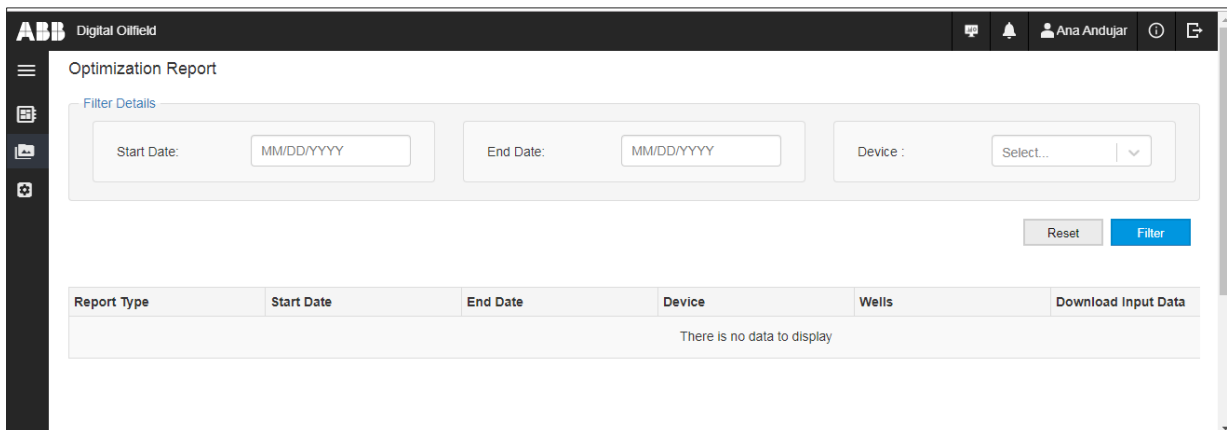 ABB Digital Oilfield
Ana Andujar
Optimization Report
Filter Details
Start Date: MM/DD/YYYY End Date: MM/DD/YYYY Device : Select...
Reset Filter
Report Type Start Date End Date Device Wells Download Input Data
There is no data to display